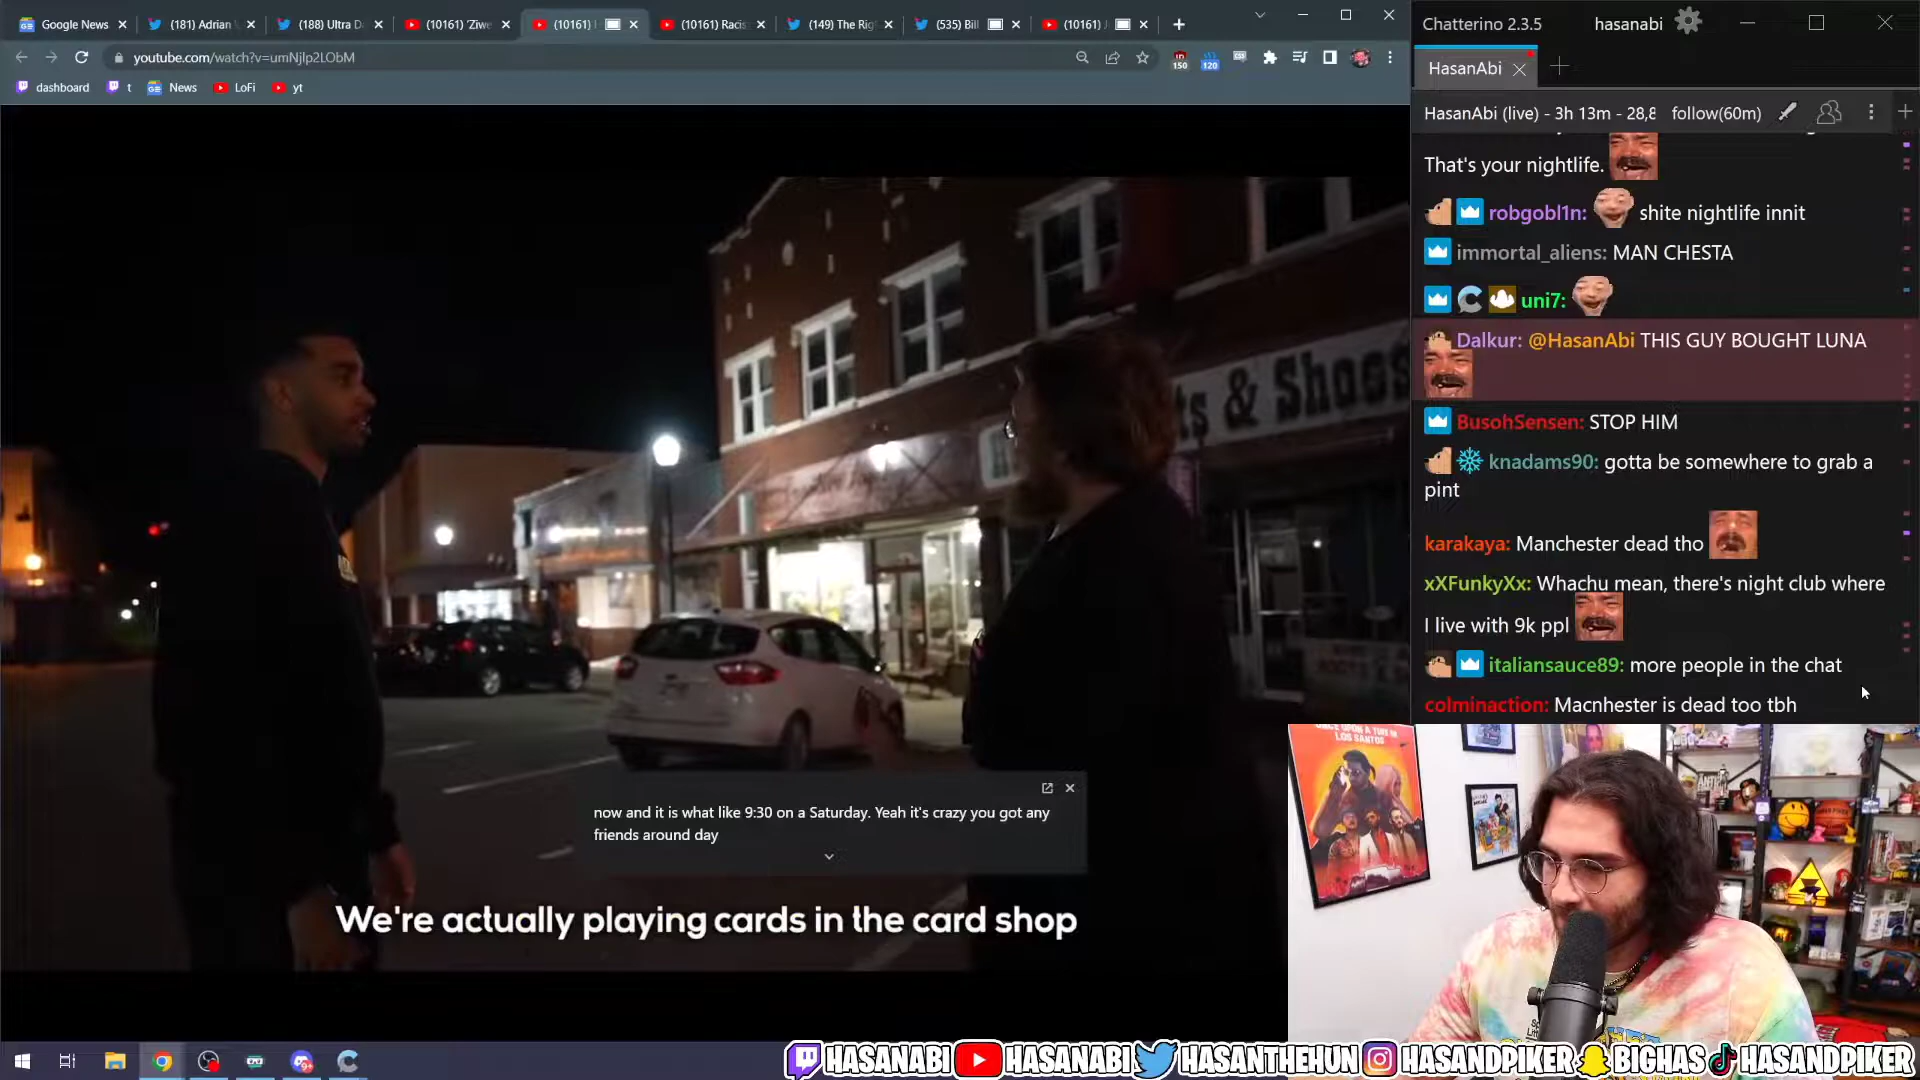 Google News
(181) Adrian
(188) Ultra D
(10161) 'Ziwe
(10161)
(10161) Racis
(149) The Rig
(535) Bill
(10161)
youtube.com/watch?v=umNjlp2LObM
150
120
dashboard
t
News
LoFi
yt
ts & Shoes
now and it is what like 9:30 on a Saturday. Yeah it's crazy you got any
friends around day
We're actually playing cards in the card shop
Chatterino 2.3.5
hasanabi
HasanAbi
HasanAbi (live) - 3h 13m - 28,8
follow(60m)
That's your nightlife.
robgobl1n: shite nightlife innit
immortal_aliens: MAN CHESTA
uni7:
Dalkur: @HasanAbi THIS GUY BOUGHT LUNA
BusohSensen: STOP HIM
knadams90: gotta be somewhere to grab a
pint
karakaya: Manchester dead tho
xXFunkyXx: Whachu mean, there's night club where
I live with 9k ppl
italiansauce89: more people in the chat
colminaction: Macnhester is dead too tbh
LOS SANTOS
HASANABI HASANABI HASANTHEHUN HASANDPIKER BIGHAS HASANDPIKER